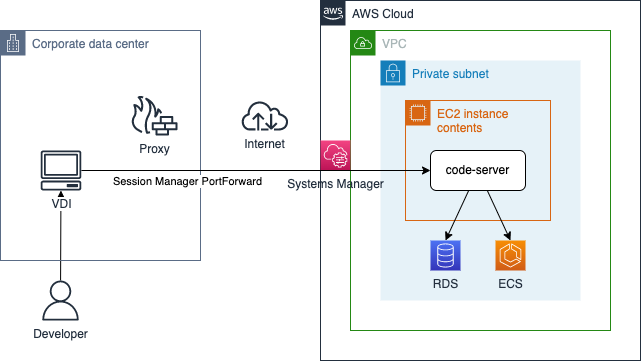 aws
AWS Cloud
Corporate data center
VPC
Private subnet
EC2 instance
contents
Proxy
Internet
code-server
Session Manager PortForward
Systems Manager
VDI
RDS
ECS
Developer